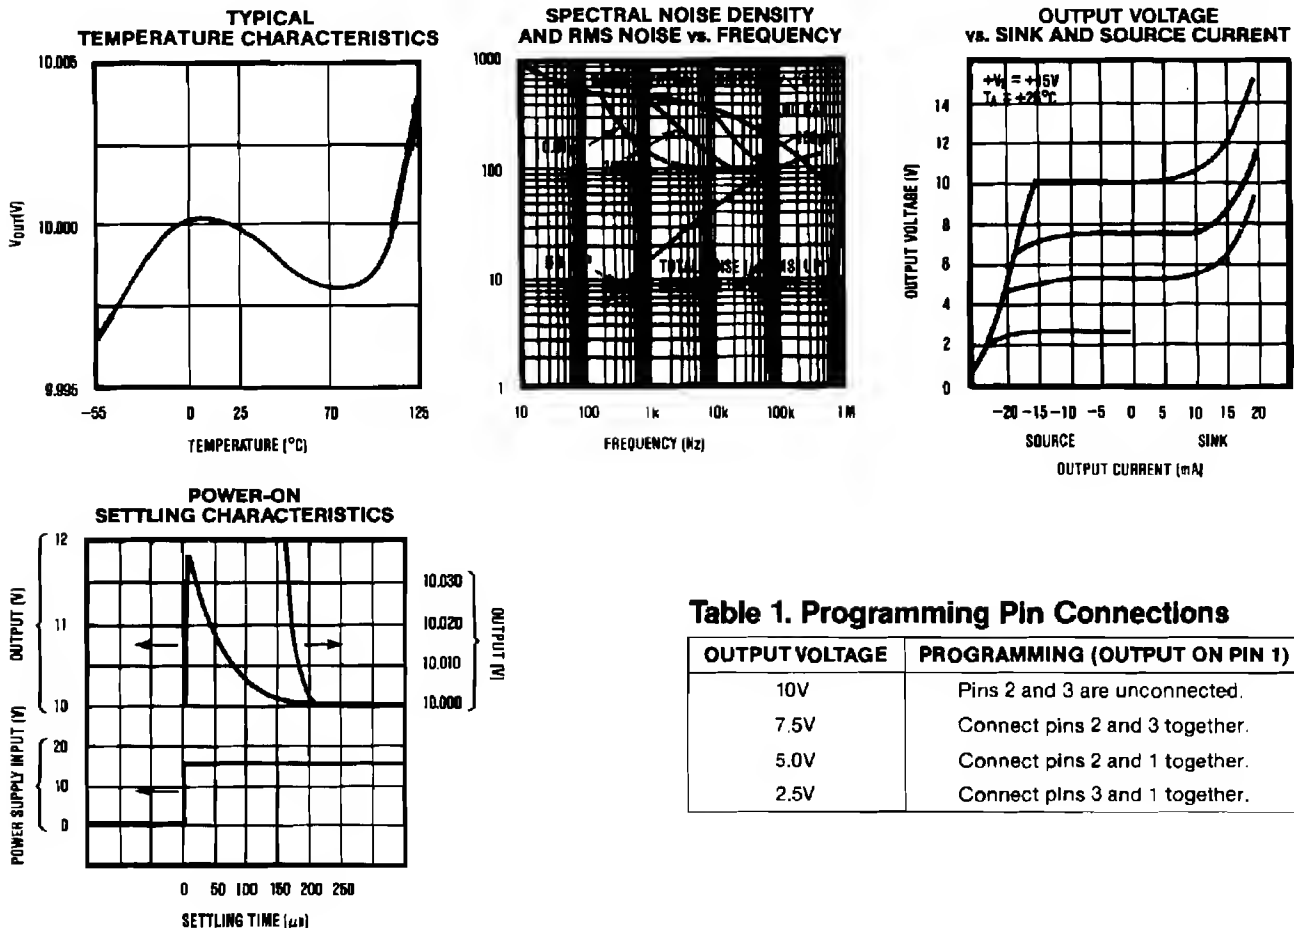 TYPICAL
TEMPERATURE CHARACTERISTICS
10.005
10.000
9.995
VOUT(V)
-55 0 25 70 125
TEMPERATURE (°C)
SPECTRAL NOISE DENSITY
AND RMS NOISE vs. FREQUENCY
1000
100
10
1
10 100 1k 10k 100k 1M
FREQUENCY (Hz)
OUTPUT VOLTAGE
vs. SINK AND SOURCE CURRENT
TA = +25°C
14
12
10
8
6
4
2
0
OUTPUT VOLTAGE (V)
-20 -15 -10 -5 0 5 10 15 20
SOURCE SINK
OUTPUT CURRENT (mA)
POWER-ON
SETTLING CHARACTERISTICS
12
11
10
OUTPUT (V)
20
10
0
POWER SUPPLY INPUT (V)
10.030
10.020
10.010
10.000
OUTPUT (V)
0 50 100 150 200 250
SETTLING TIME (μs)
Table 1. Programming Pin Connections
OUTPUT VOLTAGE PROGRAMMING (OUTPUT ON PIN 1)
10V Pins 2 and 3 are unconnected.
7.5V Connect pins 2 and 3 together.
5.0V Connect pins 2 and 1 together.
2.5V Connect pins 3 and 1 together.